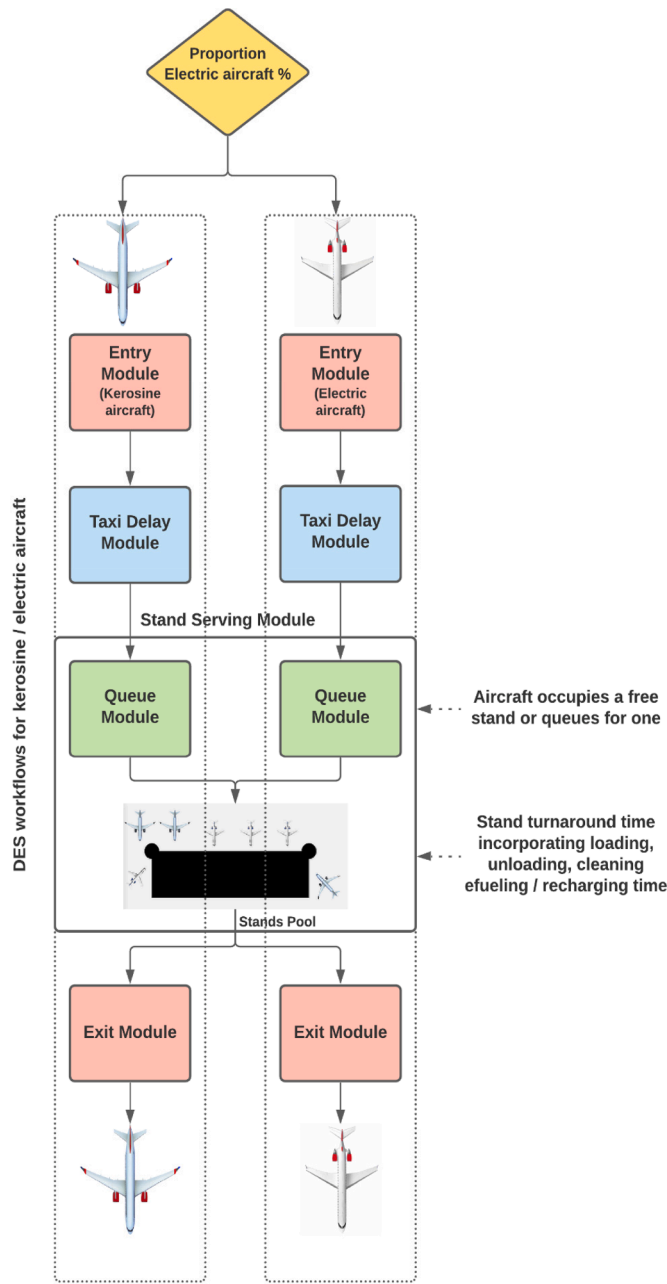 Proportion
Electric aircraft %
Entry
Module
(Kerosine
aircraft)
Entry
Module
(Electric
aircraft)
Taxi Delay
Module
Taxi Delay
Module
DES workflows for kerosine / electric aircraft
Stand Serving Module
Queue
Module
Queue
Module
Aircraft occupies a free
stand or queues for one
Stand turnaround time
incorporating loading,
unloading, cleaning
efueling / recharging time
Stands Pool
Exit Module
Exit Module